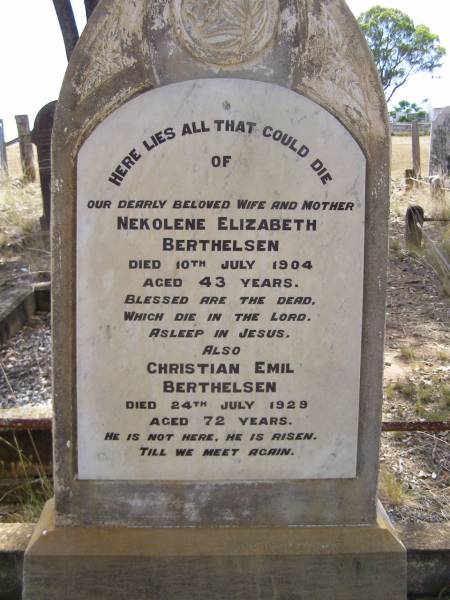 HERE LIES ALL THAT COULD DIE
OF
OUR DEARLY BELOVED WIFE AND MOTHER
NEKOLENE ELIZABETH
BERTHELSEN
DIED 10TH JULY 1904
AGED 43 YEARS.
BLESSED ARE THE DEAD,
WHICH DIE IN THE LORD.
ASLEEP IN JESUS.
ALSO
CHRISTIAN EMIL
BERTHELSEN
DIED 24TH JULY 1929
AGED 72 YEARS.
HE IS NOT HERE, HE IS RISEN.
TILL WE MEET AGAIN.